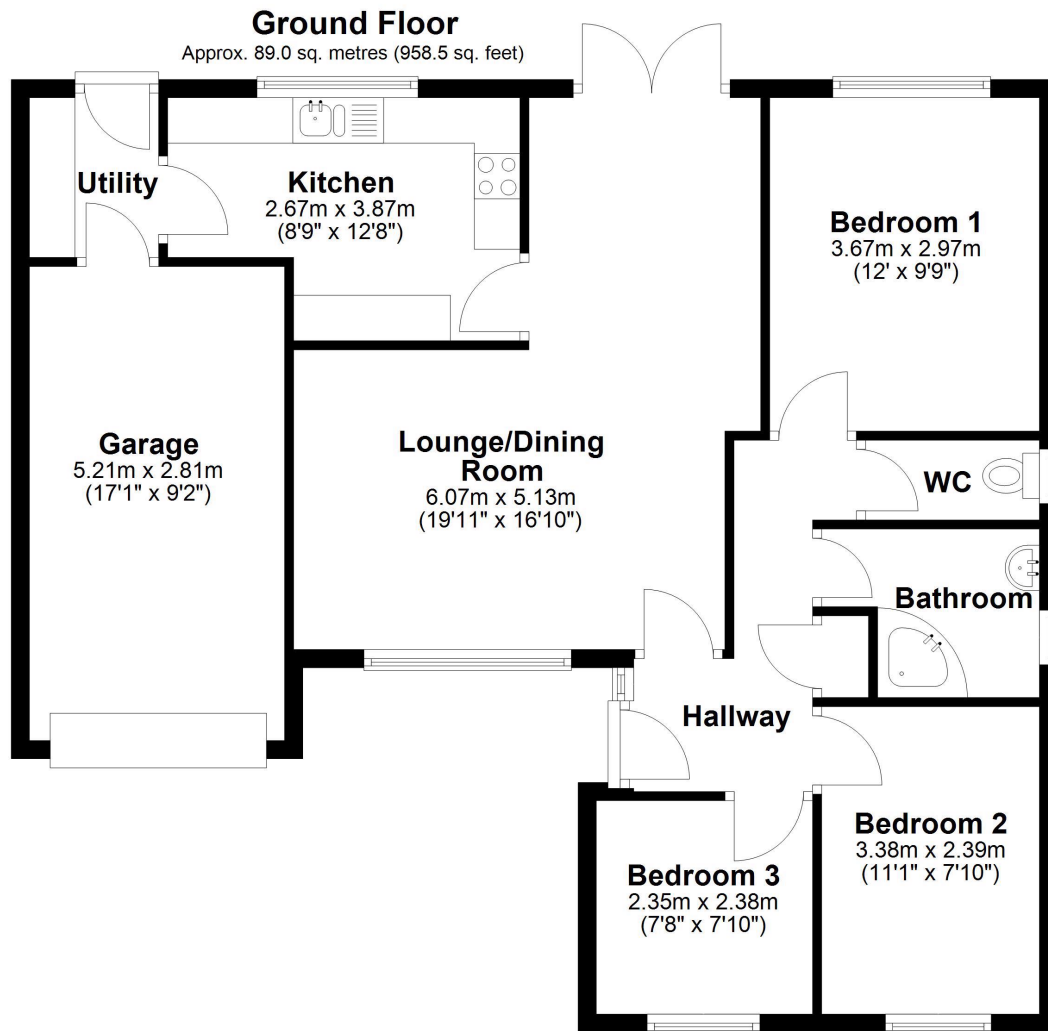 Ground Floor
Approx. 89.0 sq. metres (958.5 sq. feet)
Utility
Kitchen
2.67m x 3.87m
(8'9" x 12'8")
Bedroom 1
3.67m x 2.97m
(12' x 9'9")
Garage
5.21m x 2.81m
(17'1" x 9'2")
Lounge/Dining
Room
6.07m x 5.13m
(19'11" x 16'10")
WC
Bathroom
Hallway
Bedroom 2
3.38m x 2.39m
(11'1" x 7'10")
Bedroom 3
2.35m x 2.38m
(7'8" x 7'10")